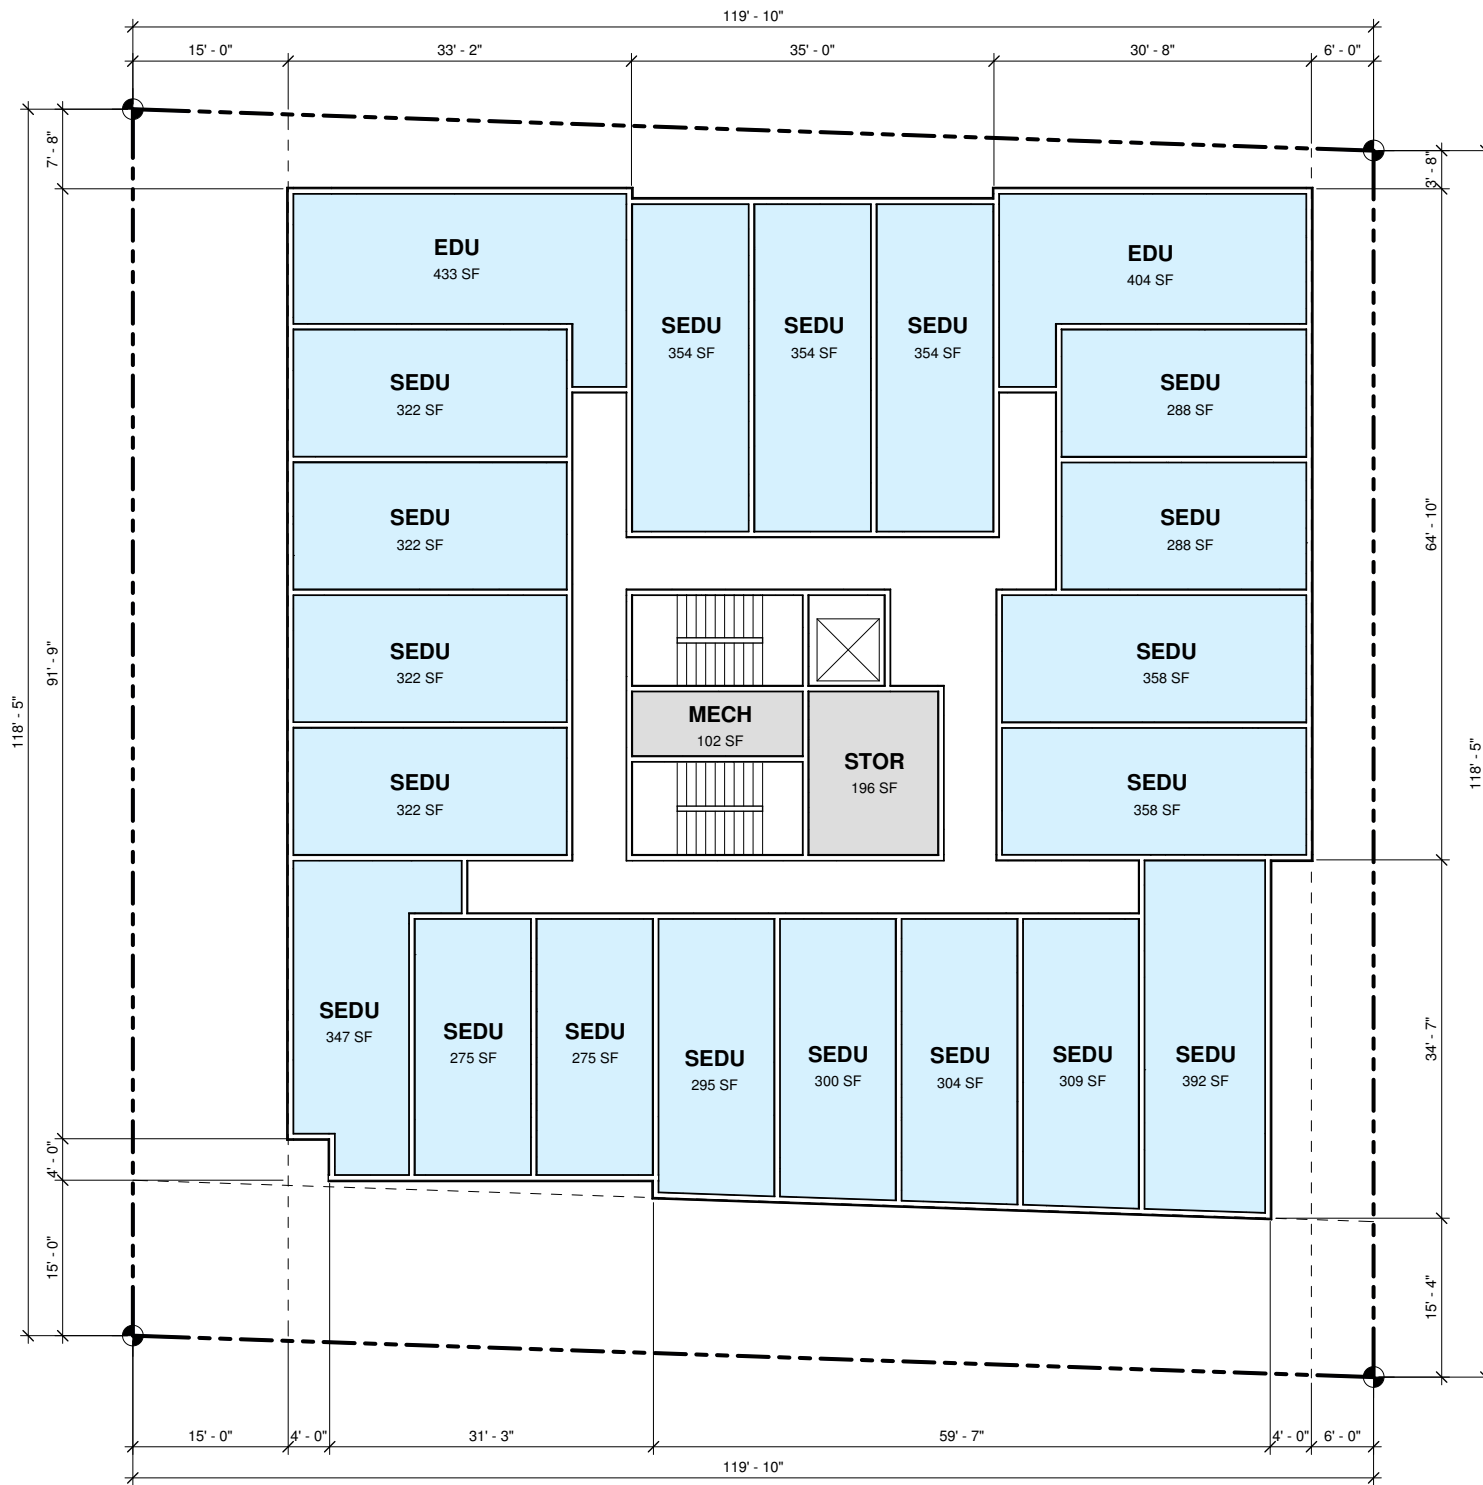 119' - 10"
15' - 0"
33' - 2"
35' - 0"
30' - 8"
6' - 0"
7' - 8"
3' - 8"
EDU
433 SF
EDU
404 SF
SEDU
354 SF
SEDU
354 SF
SEDU
354 SF
SEDU
322 SF
SEDU
288 SF
SEDU
322 SF
SEDU
288 SF
64' - 10"
SEDU
322 SF
SEDU
358 SF
91' - 9"
118' - 5"
MECH
102 SF
STOR
196 SF
SEDU
322 SF
SEDU
358 SF
118' - 5"
SEDU
347 SF
SEDU
275 SF
SEDU
275 SF
SEDU
295 SF
SEDU
300 SF
SEDU
304 SF
SEDU
309 SF
SEDU
392 SF
34' - 7"
4' - 0"
15' - 0"
15' - 4"
15' - 0"
4' - 0"
31' - 3"
59' - 7"
4' - 0"
6' - 0"
119' - 10"